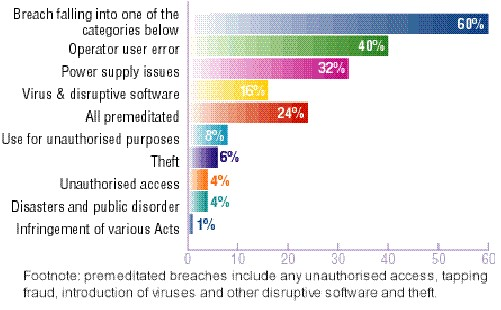 Breach falling into one of the
categories below
60%
Operator user error
40%
Power supply issues
32%
Virus & disruptive software
16%
All premeditated
24%
Use for unauthorised purposes
8%
Theft
6%
Unauthorised access
4%
Disasters and public disorder
4%
Infringement of various Acts
1%
0 10 20 30 40 50 60
Footnote: premeditated breaches include any unauthorised access, tapping
fraud, introduction of viruses and other disruptive software and theft.